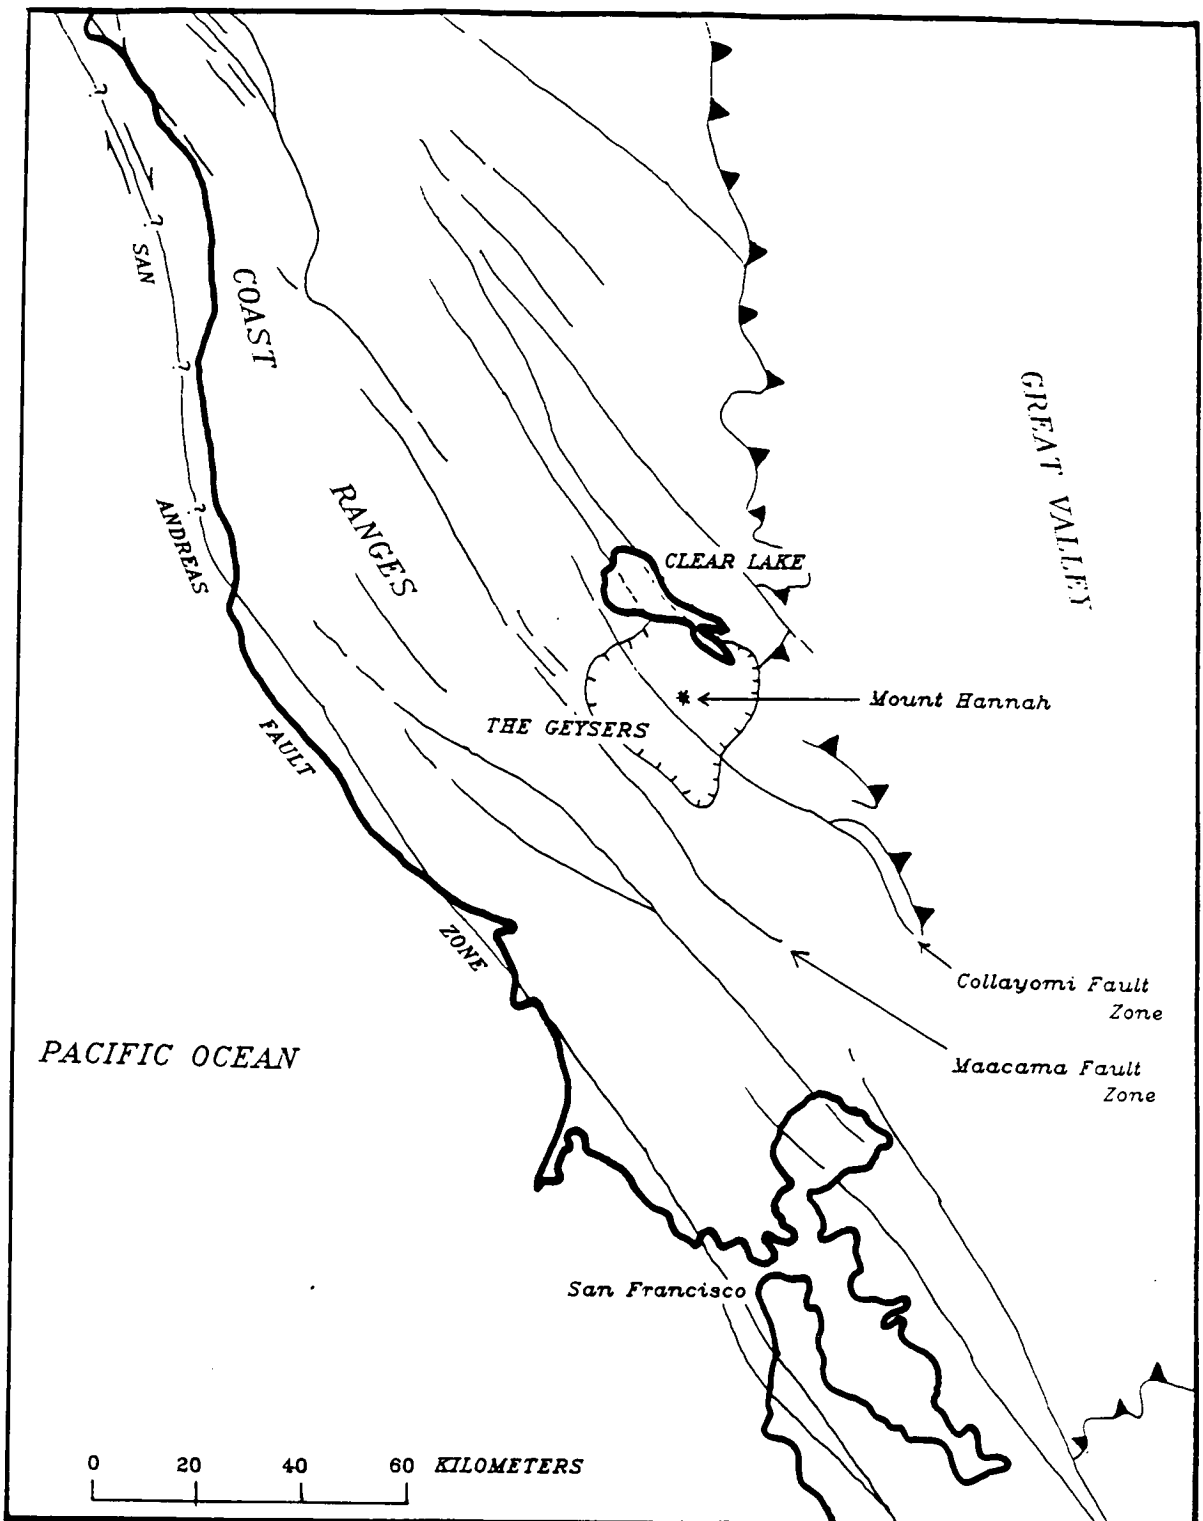 ?
?
SAN
COAST
?
GREAT VALLEY
RANGES
?
ANDREAS
CLEAR LAKE
Mount Hannah
THE GEYSERS
FAULT
ZONE
Collayomi Fault
Zone
PACIFIC OCEAN
Maacama Fault
Zone
San Francisco
0 20 40 60 KILOMETERS